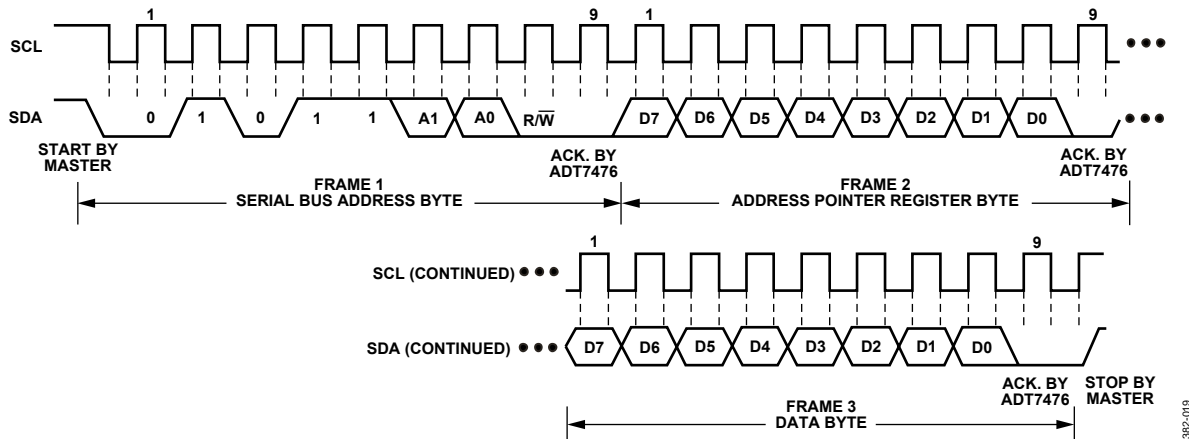 1 9 1 9
SCL
SDA 0 1 0 1 1 A1 A0 R/W̅ D7 D6 D5 D4 D3 D2 D1 D0
START BY
MASTER
ACK. BY
ADT7476
ACK. BY
ADT7476
FRAME 1
SERIAL BUS ADDRESS BYTE
FRAME 2
ADDRESS POINTER REGISTER BYTE
1 9
SCL (CONTINUED)
SDA (CONTINUED) D7 D6 D5 D4 D3 D2 D1 D0
ACK. BY
ADT7476
STOP BY
MASTER
FRAME 3
DATA BYTE
382-019